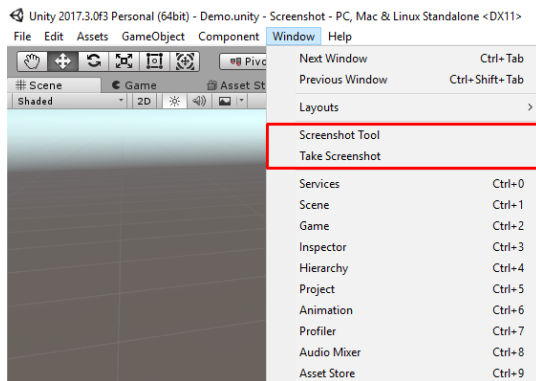 Unity 2017.3.0f3 Personal (64bit) - Demo.unity - Screenshot - PC, Mac & Linux Standalone <DX11>
File Edit Assets GameObject Component Window Help
Pivo
Scene Game Asset St
Shaded 2D
Next Window Ctrl+Tab
Previous Window Ctrl+Shift+Tab
Layouts >
Screenshot Tool
Take Screenshot
Services Ctrl+0
Scene Ctrl+1
Game Ctrl+2
Inspector Ctrl+3
Hierarchy Ctrl+4
Project Ctrl+5
Animation Ctrl+6
Profiler Ctrl+7
Audio Mixer Ctrl+8
Asset Store Ctrl+9